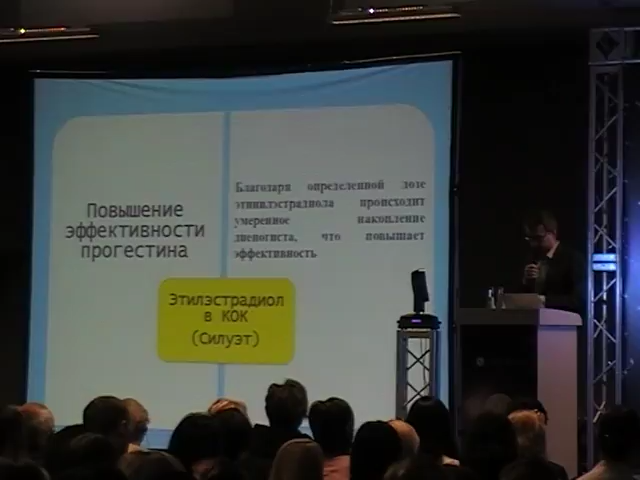 Повышение
эффективности
прогестина
Благодаря определенной дозе
этинилэстрадиола происходит
умеренное накопление
диеногиста, что повышает
эффективность
Этилэстрадиол
в КОК
(Силуэт)